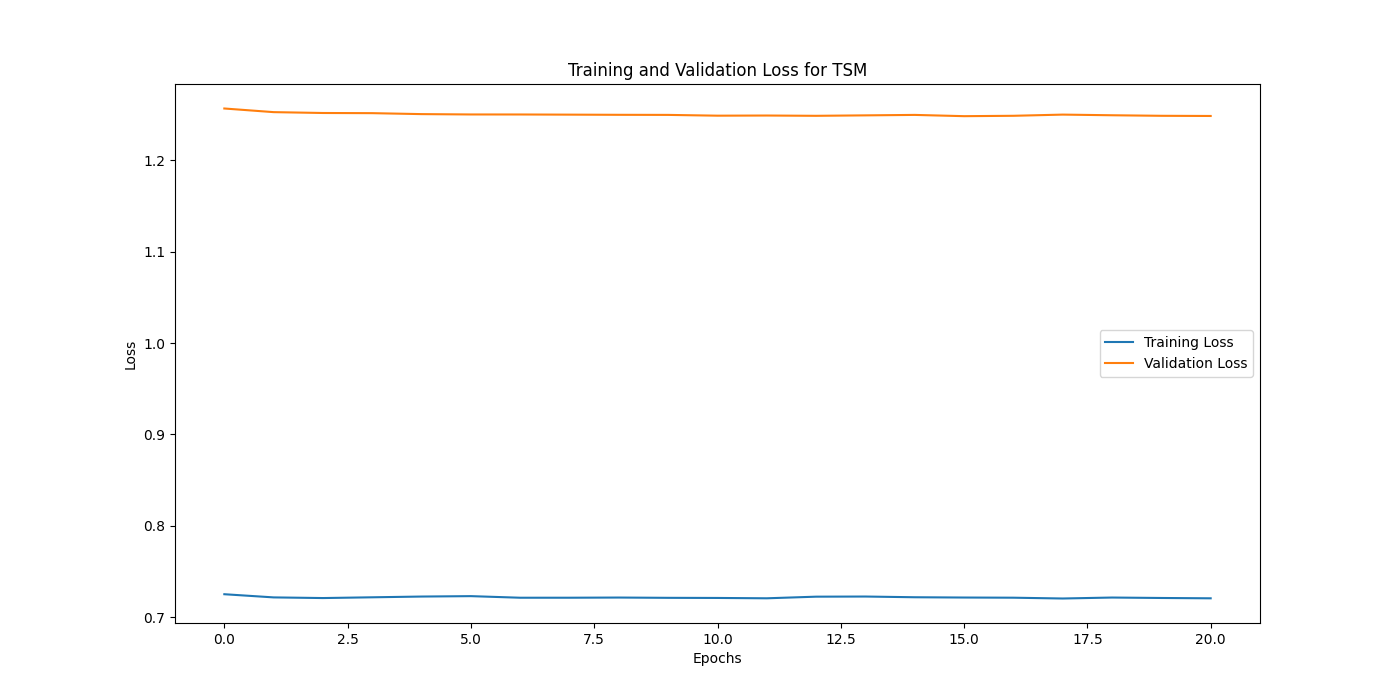 Training and Validation Loss for TSM
1.2
1.1
1.0
0.9
0.8
0.7
Loss
Training Loss
Validation Loss
0.0 2.5 5.0 7.5 10.0 12.5 15.0 17.5 20.0
Epochs